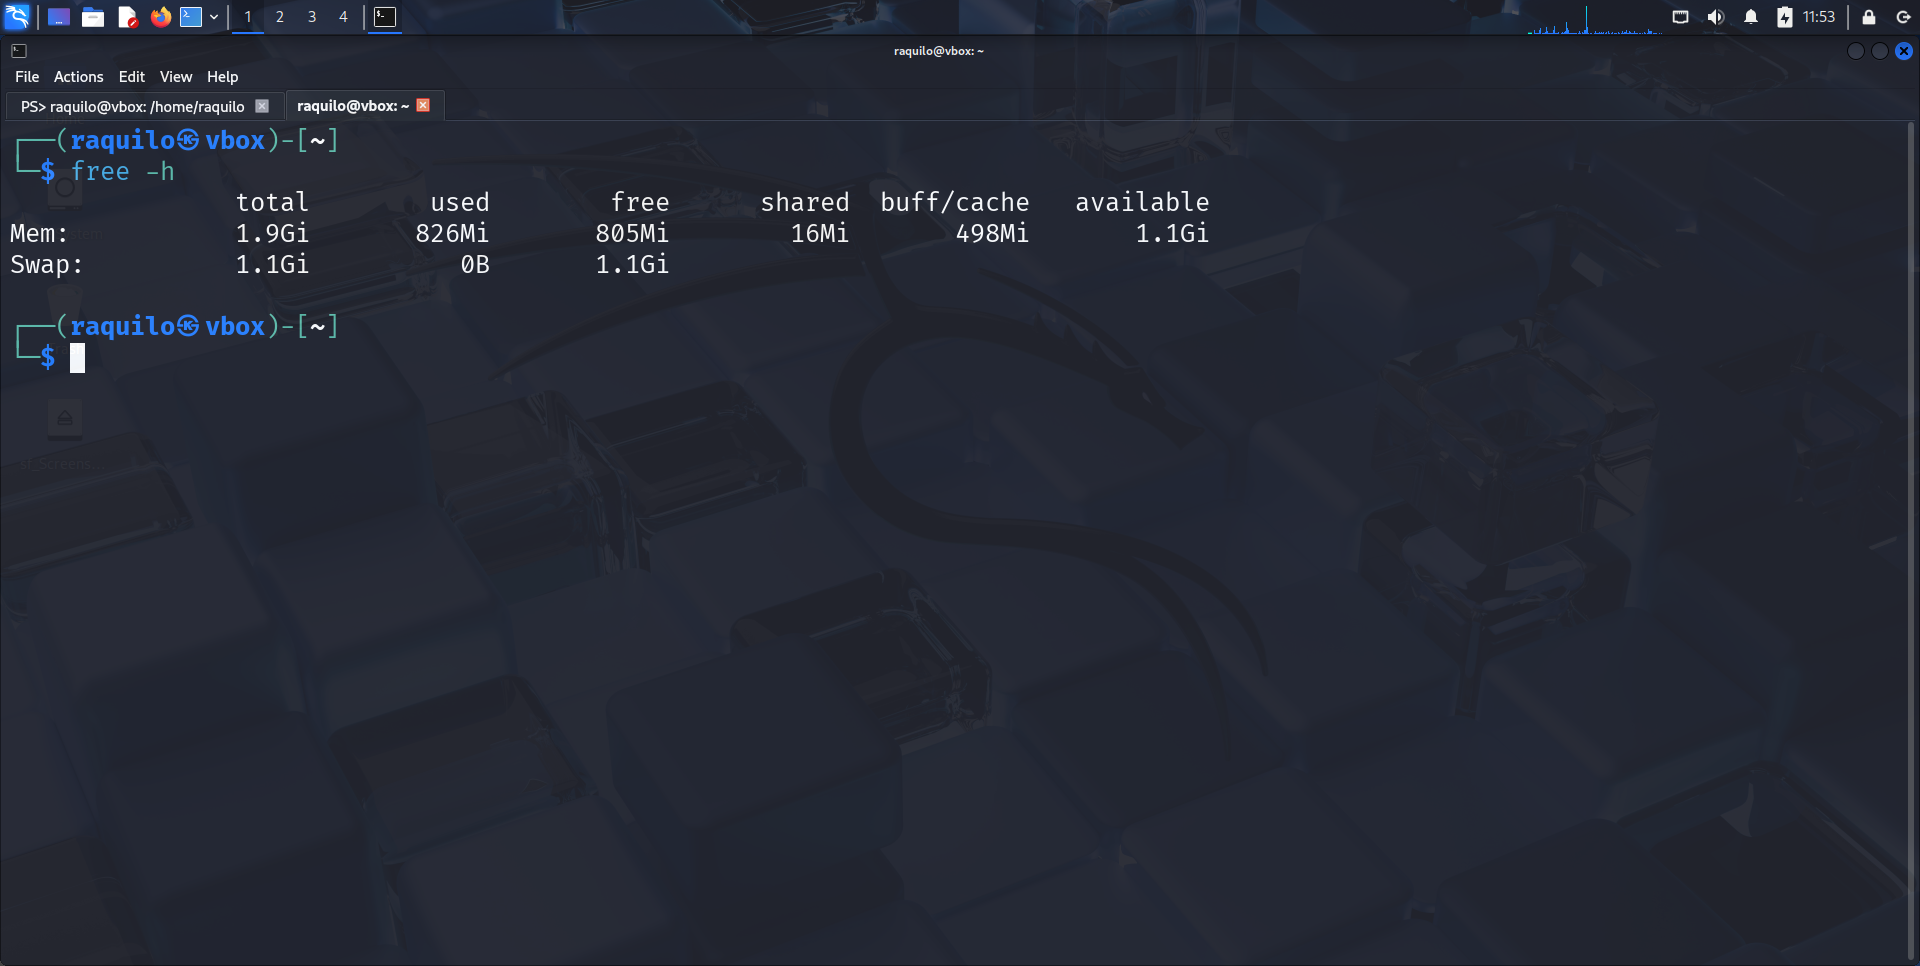 1 2 3 4 11:53
raquilo@vbox: ~
File Actions Edit View Help
PS> raquilo@vbox: /home/raquilo raquilo@vbox: ~
┌──(raquilo㉿vbox)-[~]
└─$ free -h
total used free shared buff/cache available
Mem: 1.9Gi 826Mi 805Mi 16Mi 498Mi 1.1Gi
Swap: 1.1Gi 0B 1.1Gi
┌──(raquilo㉿vbox)-[~]
└─$
sf_Screens...